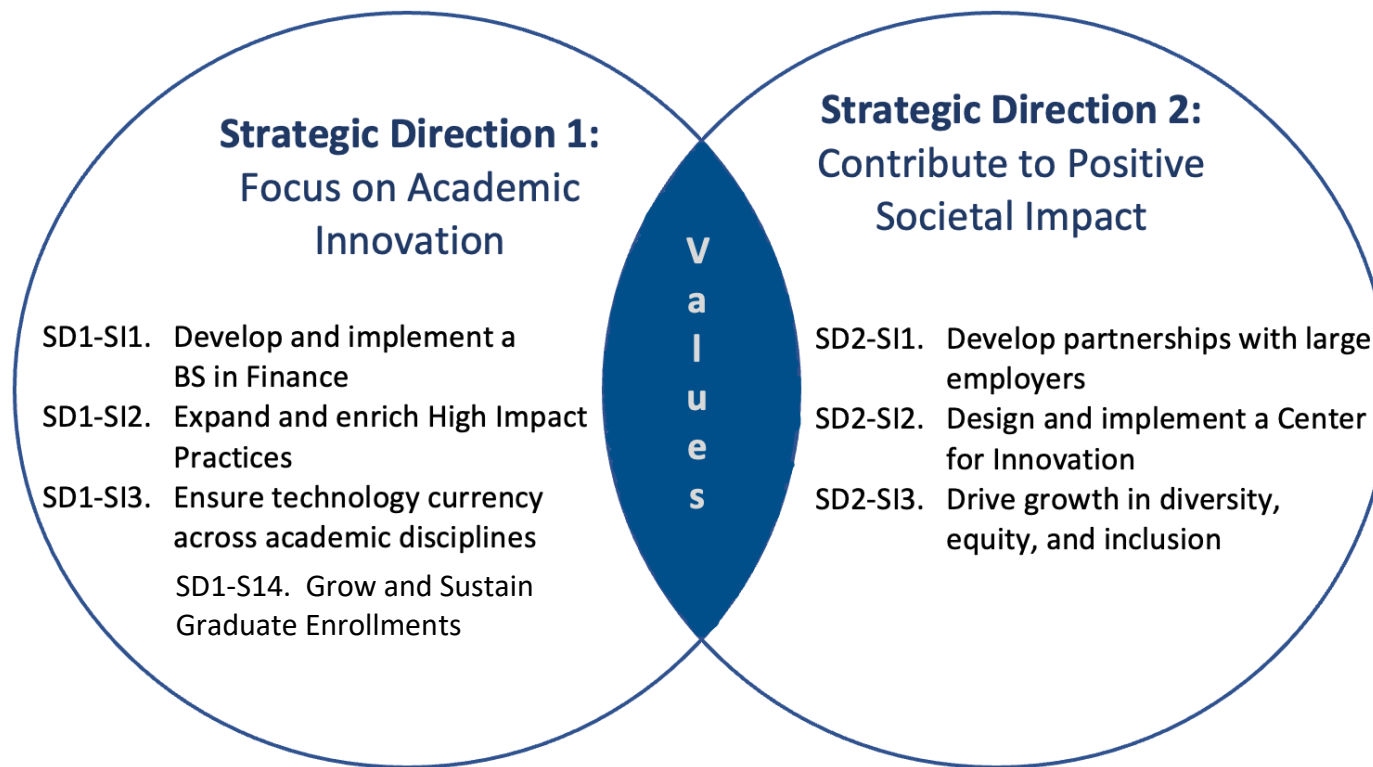 Strategic Direction 1:
Focus on Academic
Innovation
SD1-SI1. Develop and implement a
BS in Finance
SD1-SI2. Expand and enrich High Impact
Practices
SD1-SI3. Ensure technology currency
across academic disciplines
SD1-S14. Grow and Sustain
Graduate Enrollments
V
a
l
u
e
s
Strategic Direction 2:
Contribute to Positive
Societal Impact
SD2-SI1. Develop partnerships with large
employers
SD2-SI2. Design and implement a Center
for Innovation
SD2-SI3. Drive growth in diversity,
equity, and inclusion